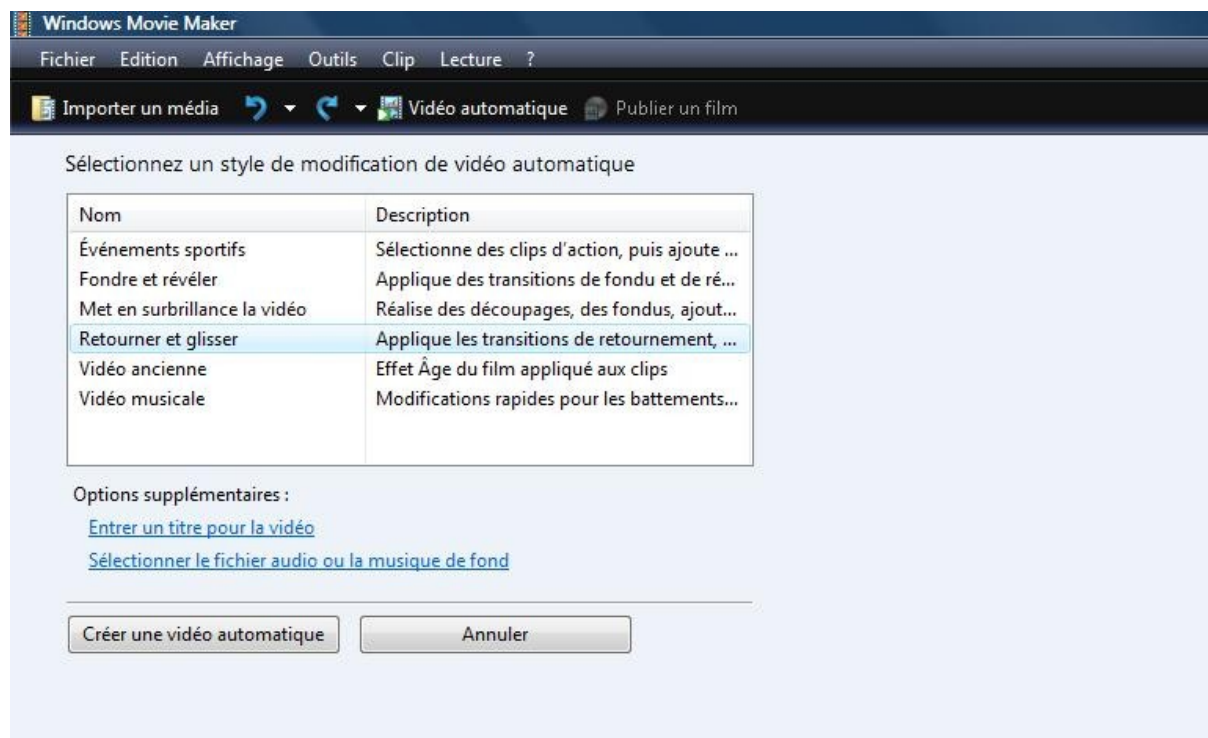 Windows Movie Maker
Fichier Edition Affichage Outils Clip Lecture ?
Importer un média Vidéo automatique Publier un film
Sélectionnez un style de modification de vidéo automatique
Nom Description
Événements sportifs Sélectionne des clips d'action, puis ajoute ...
Fondre et révéler Applique des transitions de fondu et de ré...
Met en surbrillance la vidéo Réalise des découpages, des fondus, ajout...
Retourner et glisser Applique les transitions de retournement, ...
Vidéo ancienne Effet Âge du film appliqué aux clips
Vidéo musicale Modifications rapides pour les battements...
Options supplémentaires :
Entrer un titre pour la vidéo
Sélectionner le fichier audio ou la musique de fond
Créer une vidéo automatique Annuler